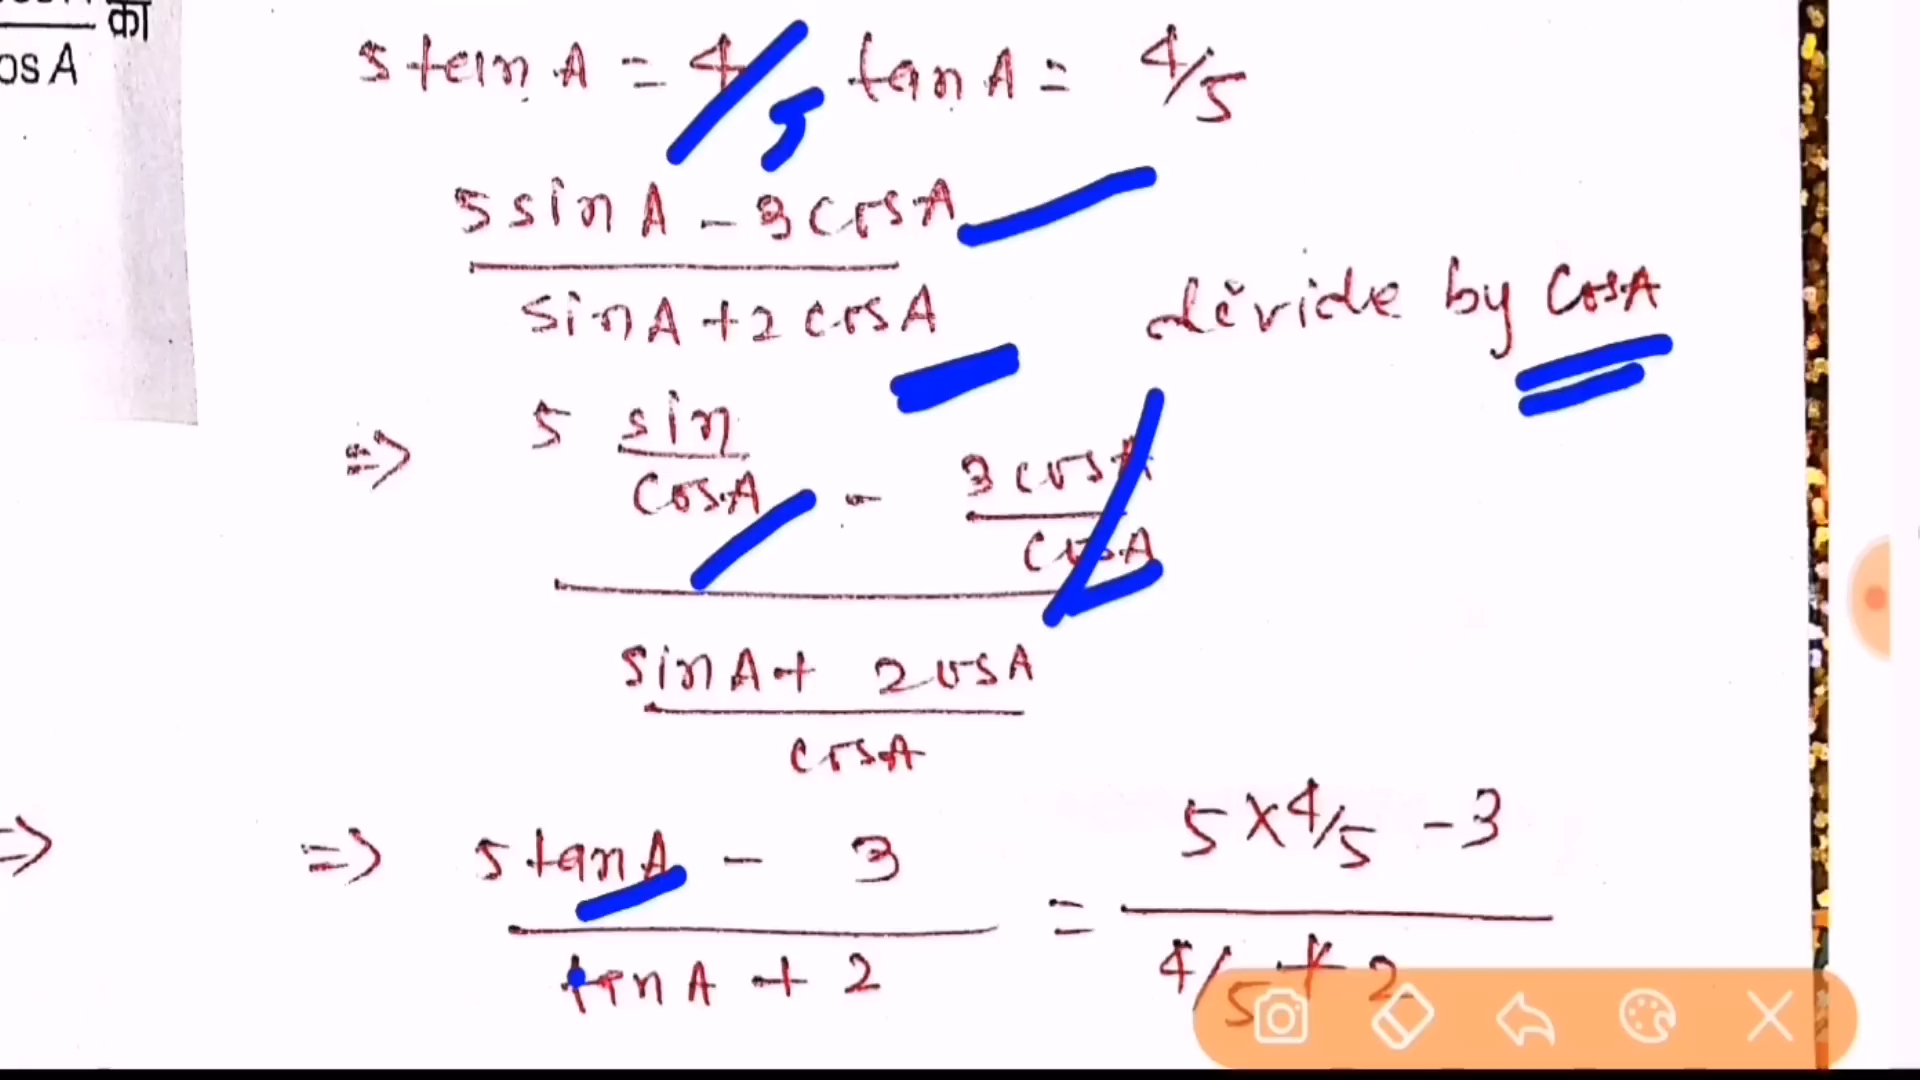 का
os A
5 tan A = 4/5 tan A = 4/5
5 sin A - 3 cos A
sin A + 2 cos A
divide by cos A
=> 5 sin - 3 cos A
cos A cos A
sin A + 2 cos A
cos A
=> => 5 tan A - 3 = 5 × 4/5 - 3
tan A + 2 4/5 + 2